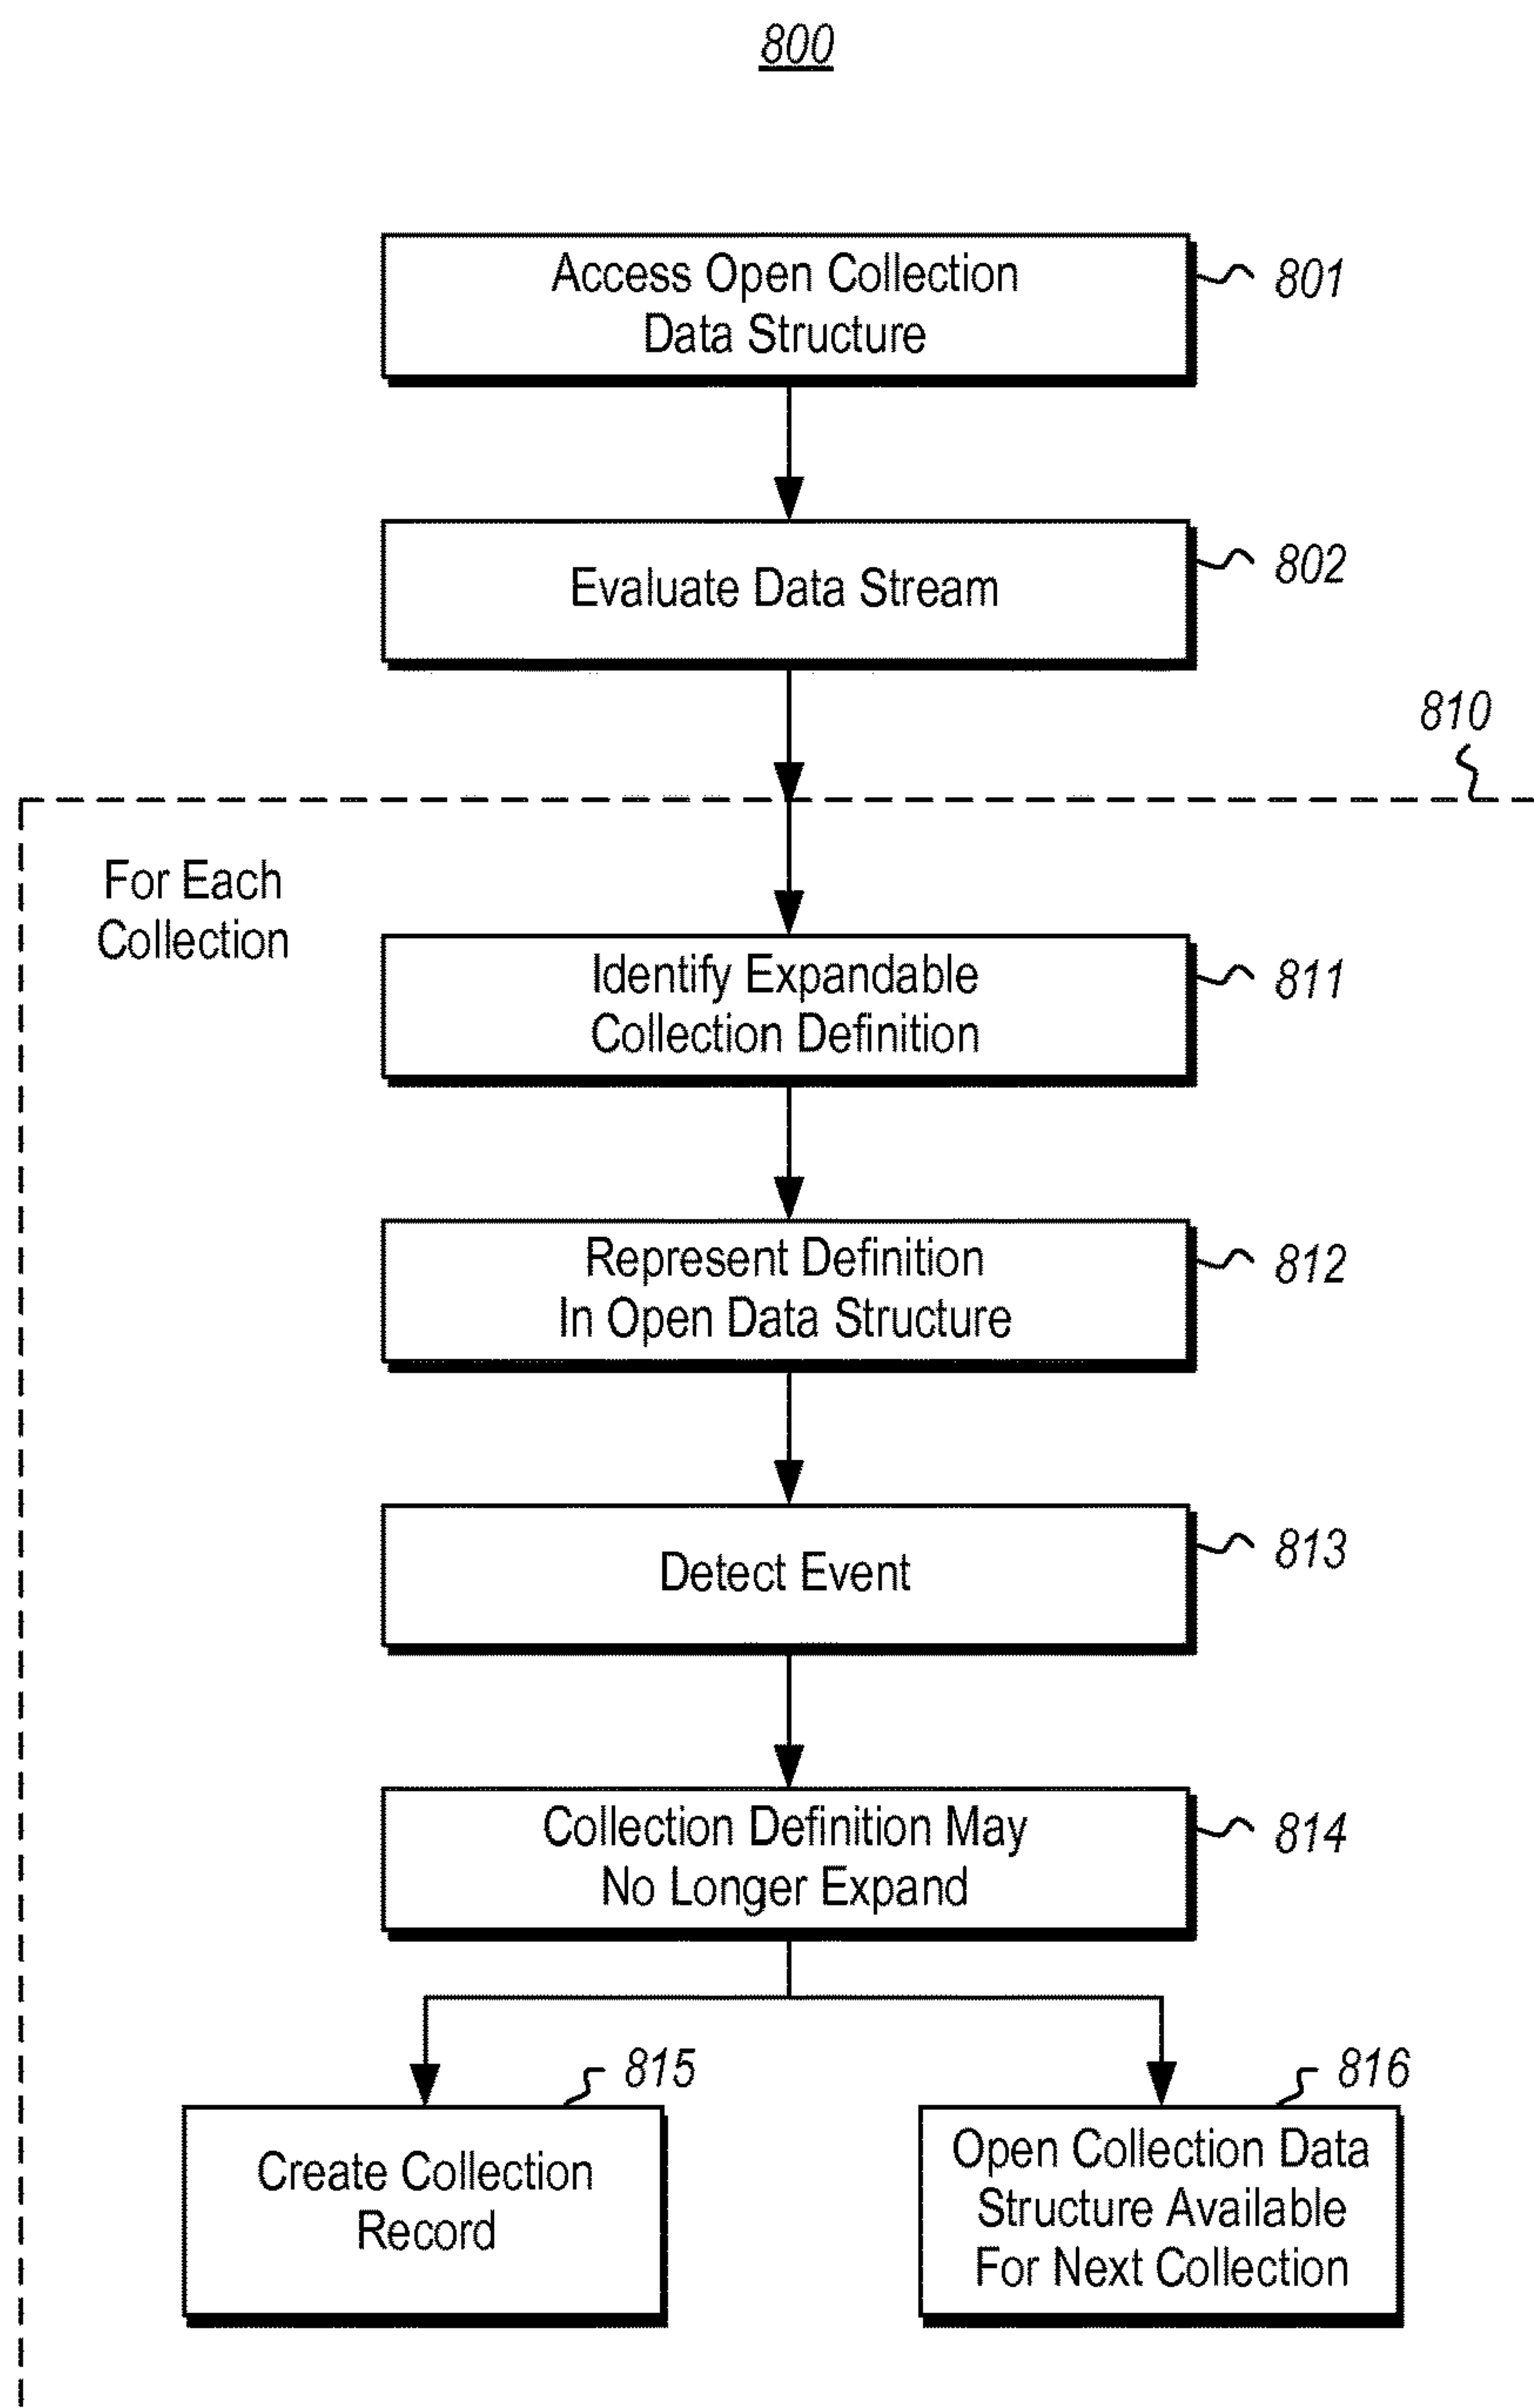 800
Access Open Collection
Data Structure
801
Evaluate Data Stream
802
810
For Each
Collection
Identify Expandable
Collection Definition
811
Represent Definition
In Open Data Structure
812
Detect Event
813
Collection Definition May
No Longer Expand
814
815
Create Collection
Record
816
Open Collection Data
Structure Available
For Next Collection